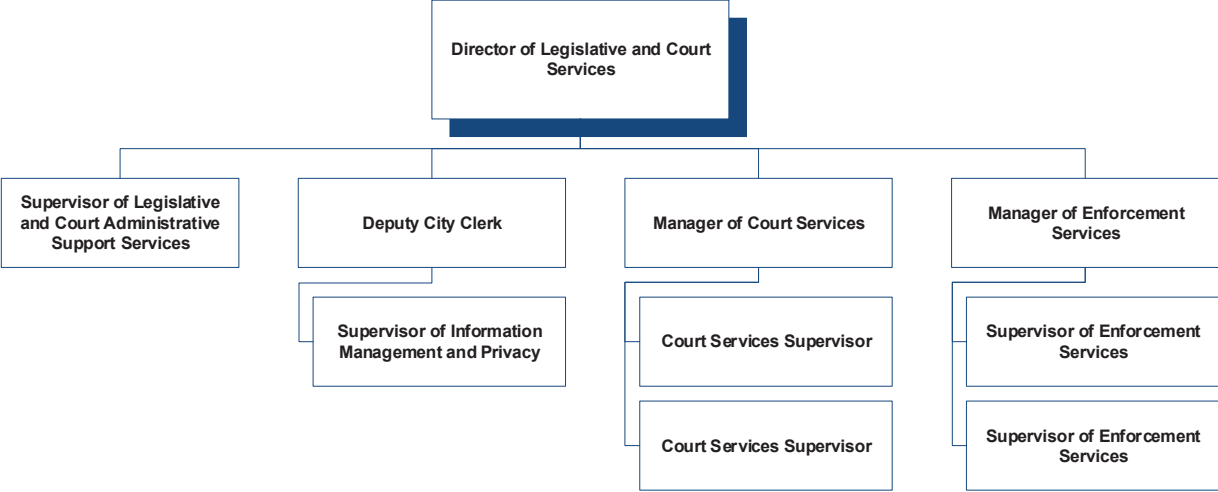 Director of Legislative and Court
Services
Supervisor of Legislative
and Court Administrative
Support Services
Deputy City Clerk
Manager of Court Services
Manager of Enforcement
Services
Supervisor of Information
Management and Privacy
Court Services Supervisor
Supervisor of Enforcement
Services
Court Services Supervisor
Supervisor of Enforcement
Services